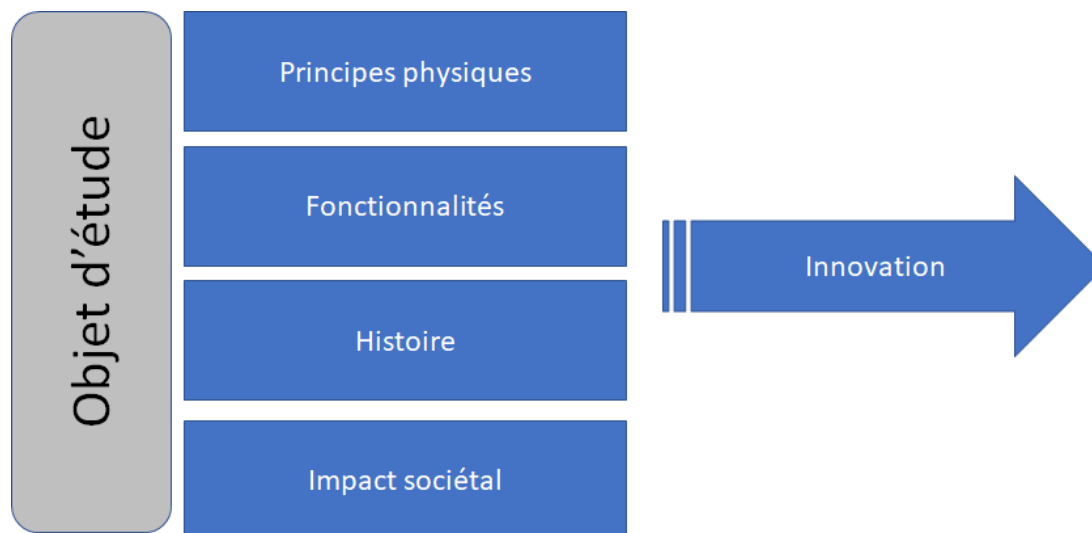 Objet d'étude
Principes physiques
Fonctionnalités
Histoire
Impact sociétal
Innovation